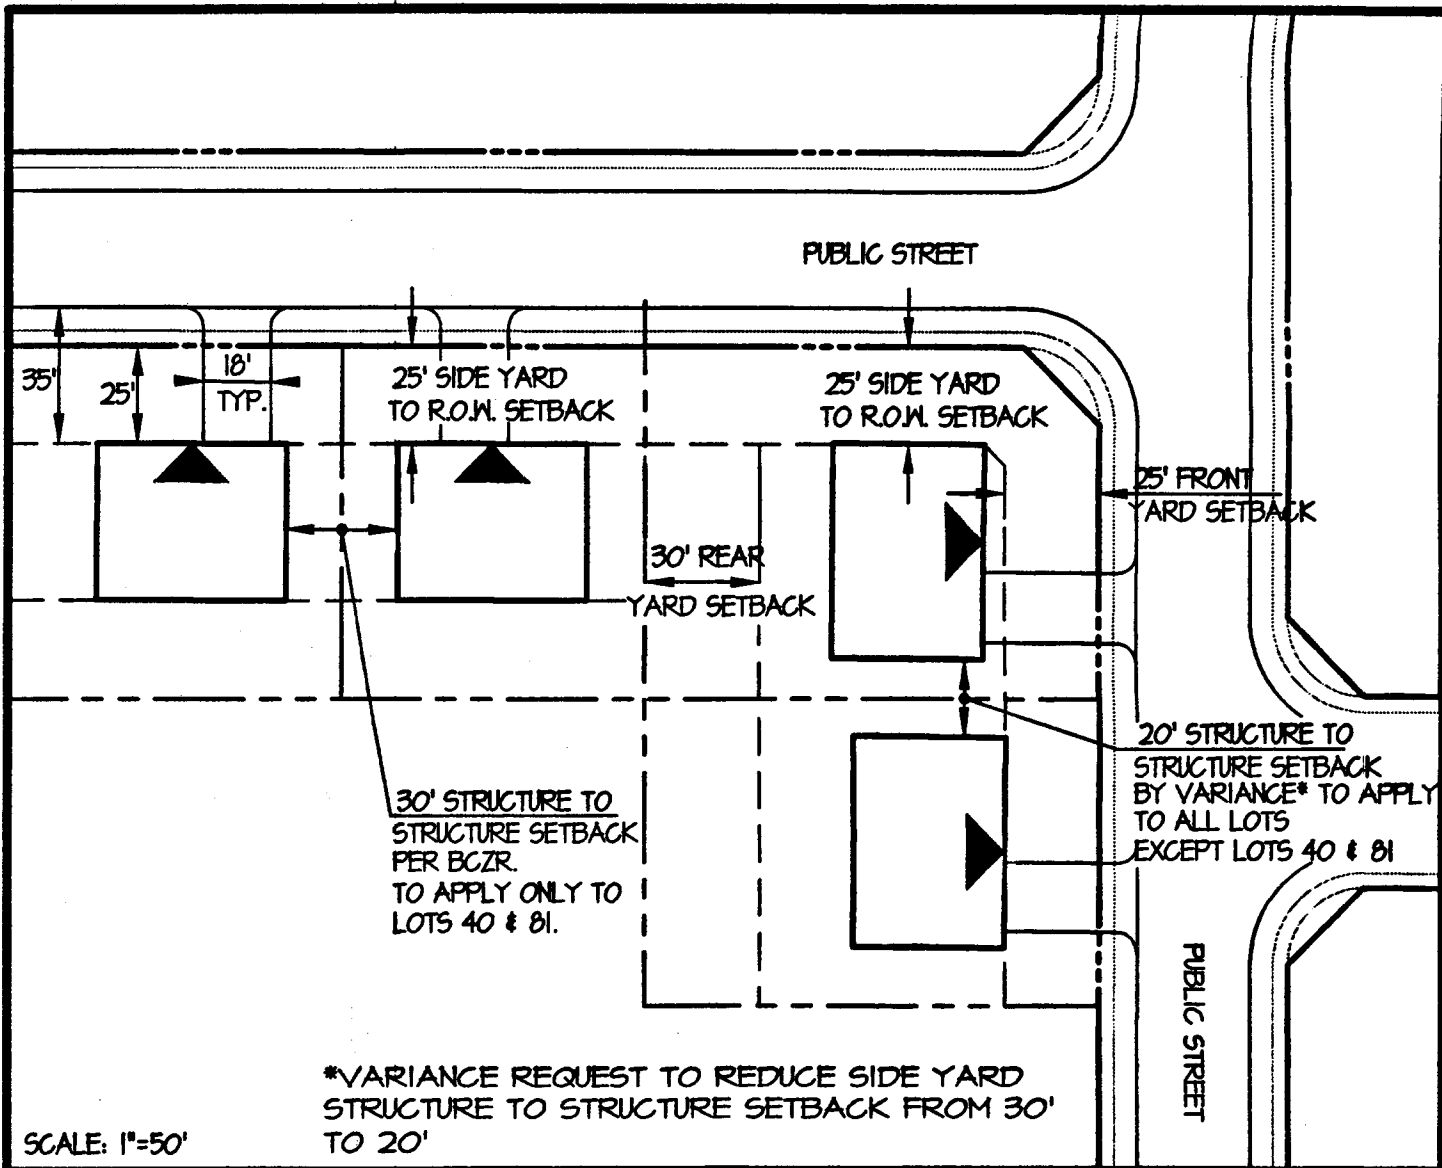 PUBLIC STREET
35'
25'
18'
TYP.
25' SIDE YARD
TO R.O.W. SETBACK
25' SIDE YARD
TO R.O.W. SETBACK
25' FRONT
YARD SETBACK
30' REAR
YARD SETBACK
20' STRUCTURE TO
STRUCTURE SETBACK
BY VARIANCE* TO APPLY
TO ALL LOTS
EXCEPT LOTS 40 & 81
30' STRUCTURE TO
STRUCTURE SETBACK
PER BCZR.
TO APPLY ONLY TO
LOTS 40 & 81.
PUBLIC STREET
*VARIANCE REQUEST TO REDUCE SIDE YARD
STRUCTURE TO STRUCTURE SETBACK FROM 30'
TO 20'
SCALE: 1"=50'